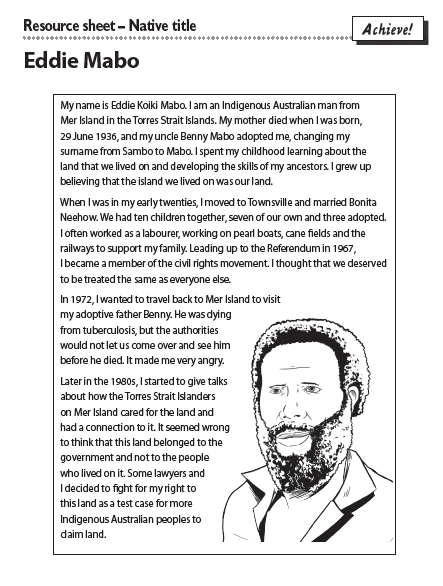 Resource sheet – Native title
Achieve!
Eddie Mabo
My name is Eddie Koiki Mabo. I am an Indigenous Australian man from
Mer Island in the Torres Strait Islands. My mother died when I was born,
29 June 1936, and my uncle Benny Mabo adopted me, changing my
surname from Sambo to Mabo. I spent my childhood learning about the
land that we lived on and developing the skills of my ancestors. I grew up
believing that the island we lived on was our land.
When I was in my early twenties, I moved to Townsville and married Bonita
Neehow. We had ten children together, seven of our own and three adopted.
I often worked as a labourer, working on pearl boats, cane fields and the
railways to support my family. Leading up to the Referendum in 1967,
I became a member of the civil rights movement. I thought that we deserved
to be treated the same as everyone else.
In 1972, I wanted to travel back to Mer Island to visit
my adoptive father Benny. He was dying
from tuberculosis, but the authorities
would not let us come over and see him
before he died. It made me very angry.
Later in the 1980s, I started to give talks
about how the Torres Strait Islanders
on Mer Island cared for the land and
had a connection to it. It seemed wrong
to think that this land belonged to the
government and not to the people
who lived on it. Some lawyers and
I decided to fight for my right to
this land as a test case for more
Indigenous Australian peoples to
claim land.